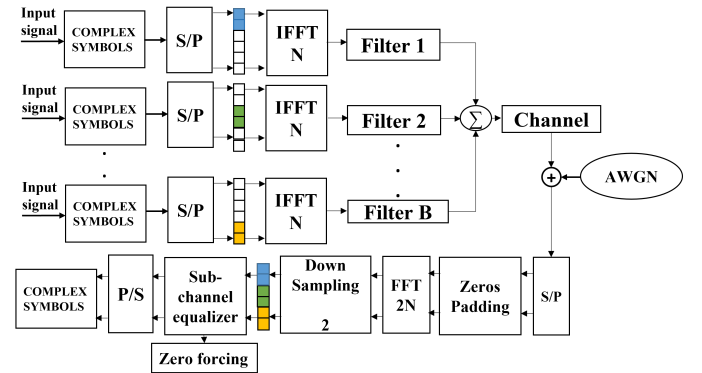 Input
signal
COMPLEX
SYMBOLS
S/P
IFFT
N
Filter 1
Input
signal
COMPLEX
SYMBOLS
S/P
IFFT
N
Filter 2
∑
Channel
+
AWGN
Input
signal
COMPLEX
SYMBOLS
S/P
IFFT
N
Filter B
COMPLEX
SYMBOLS
P/S
Sub-
channel
equalizer
Down
Sampling
2
FFT
2N
Zeros
Padding
S/P
Zero forcing